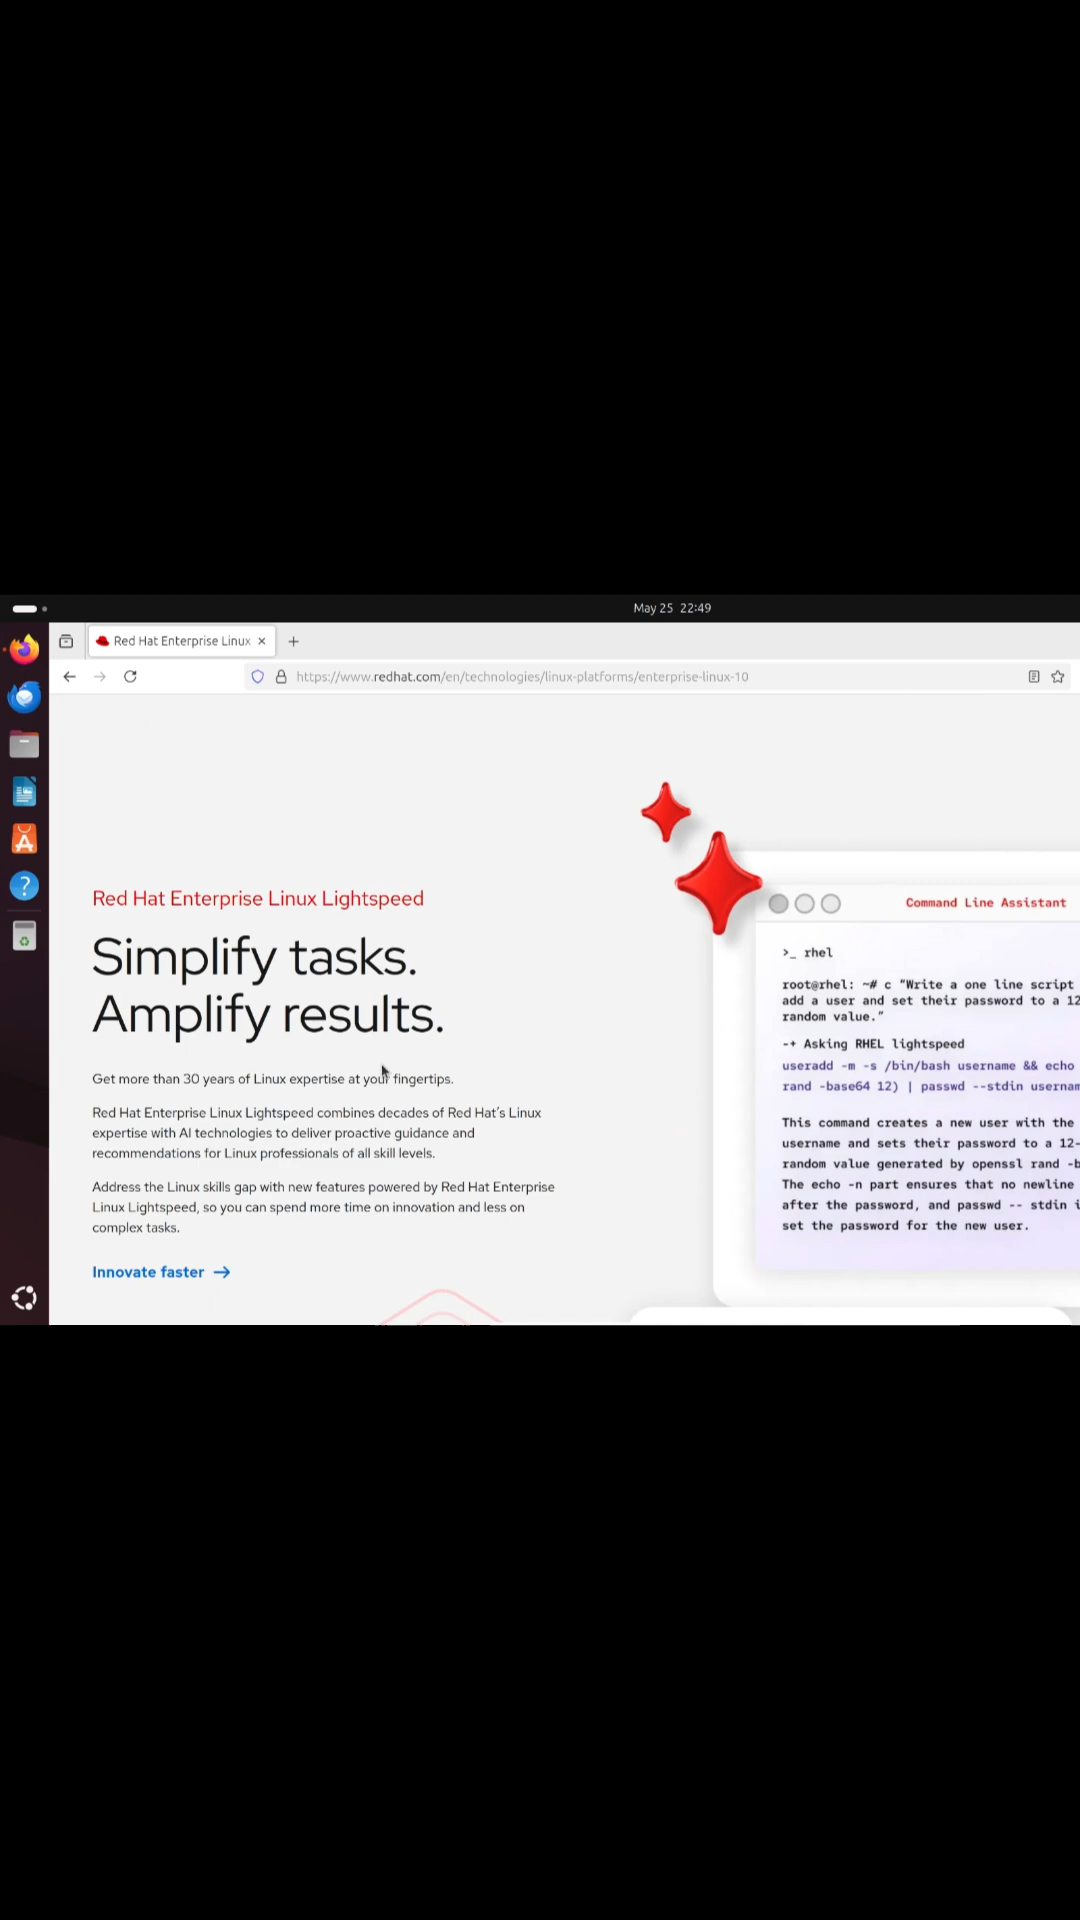 May 25 22:49
Red Hat Enterprise Linux
https://www.redhat.com/en/technologies/linux-platforms/enterprise-linux-10
Red Hat Enterprise Linux Lightspeed
Simplify tasks.
Amplify results.
Get more than 30 years of Linux expertise at your fingertips.
Red Hat Enterprise Linux Lightspeed combines decades of Red Hat's Linux
expertise with AI technologies to deliver proactive guidance and
recommendations for Linux professionals of all skill levels.
Address the Linux skills gap with new features powered by Red Hat Enterprise
Linux Lightspeed, so you can spend more time on innovation and less on
complex tasks.
Innovate faster →
Command Line Assistant
>_ rhel
root@rhel: ~# c “Write a one line script
add a user and set their password to a 12
random value.”
-+ Asking RHEL lightspeed
useradd -m -s /bin/bash username && echo
rand -base64 12) | passwd --stdin usernam
This command creates a new user with the
username and sets their password to a 12-
random value generated by openssl rand -b
The echo -n part ensures that no newline
after the password, and passwd -- stdin i
set the password for the new user.